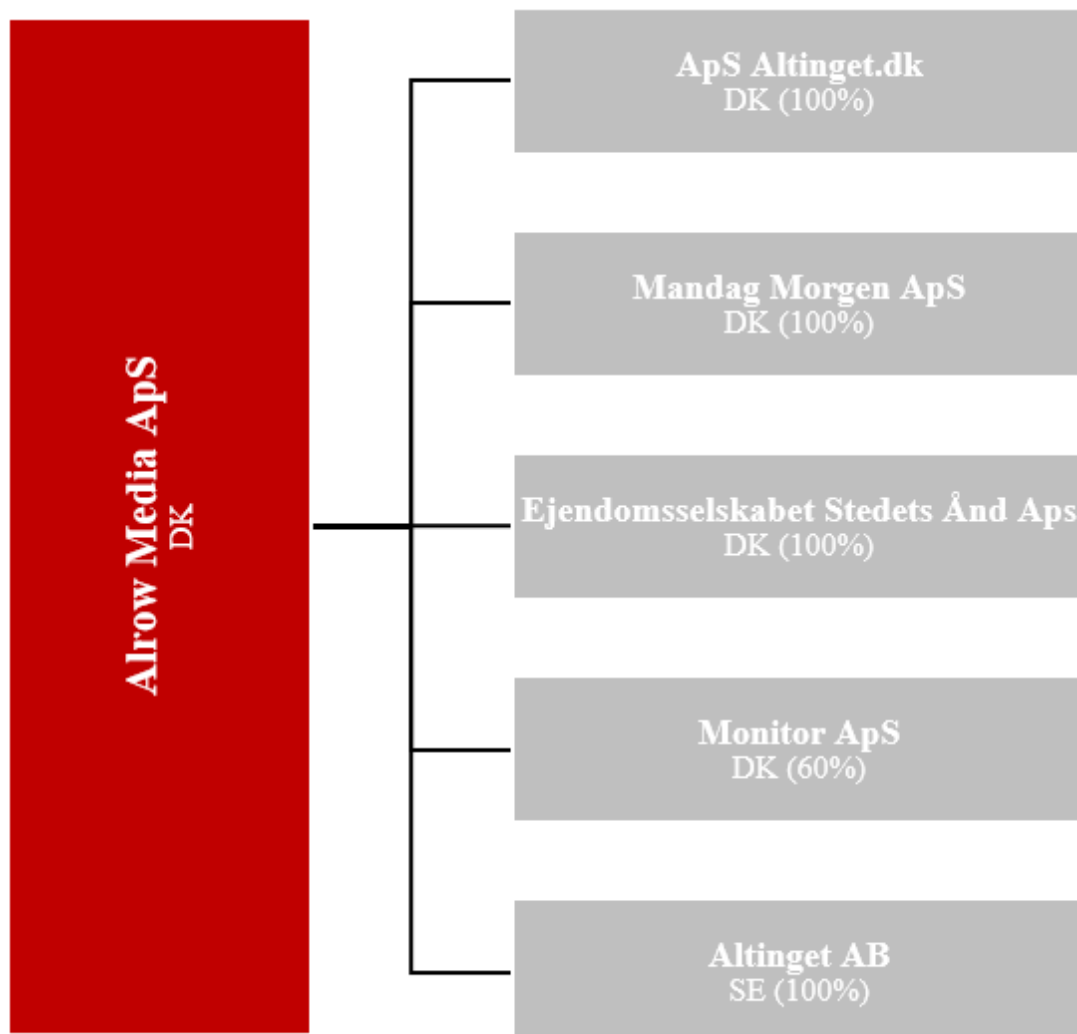 Alrow Media ApS
DK
ApS Altinget.dk
DK (100%)
Mandag Morgen ApS
DK (100%)
Ejendomsselskabet Stedets Ånd Aps
DK (100%)
Monitor ApS
DK (60%)
Altinget AB
SE (100%)